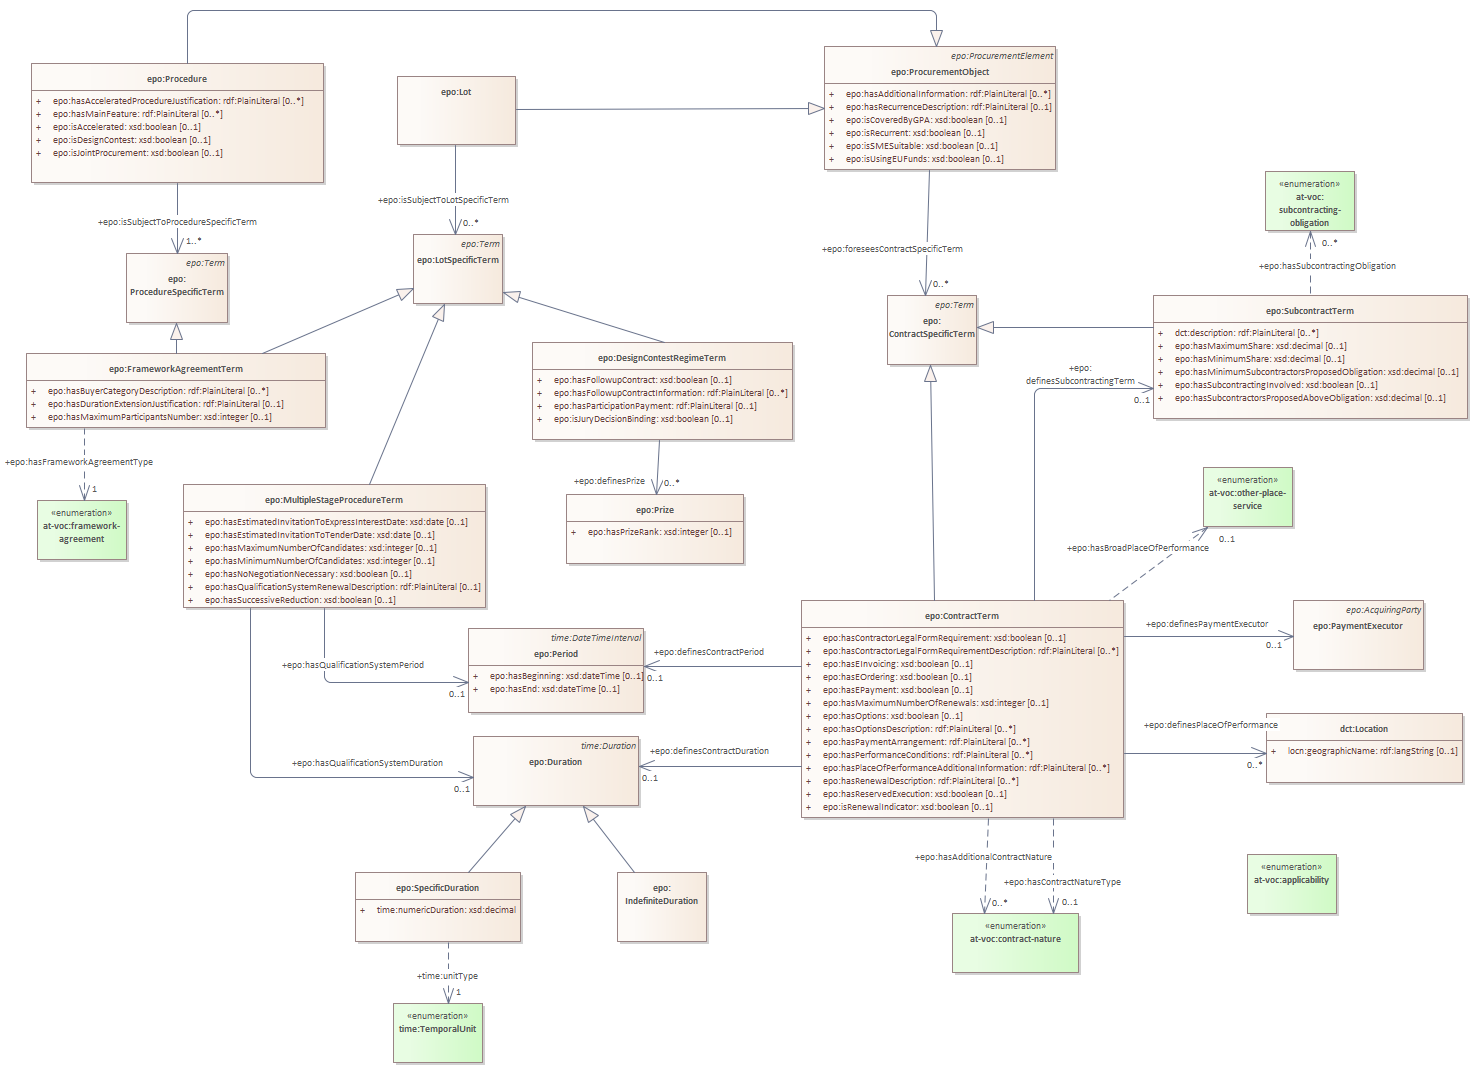 epo:Procedure
+ epo:hasAcceleratedProcedureJustification: rdf:PlainLiteral [0..*]
+ epo:hasMainFeature: rdf:PlainLiteral [0..*]
+ epo:isAccelerated: xsd:boolean [0..1]
+ epo:isDesignContest: xsd:boolean [0..1]
+ epo:isJointProcurement: xsd:boolean [0..1]
epo:Lot
epo:ProcurementElement
epo:ProcurementObject
+ epo:hasAdditionalInformation: rdf:PlainLiteral [0..*]
+ epo:hasRecurrenceDescription: rdf:PlainLiteral [0..1]
+ epo:isCoveredByGPA: xsd:boolean [0..1]
+ epo:isRecurrent: xsd:boolean [0..1]
+ epo:isSMESuitable: xsd:boolean [0..1]
+ epo:isUsingEUFunds: xsd:boolean [0..1]
+epo:isSubjectToProcedureSpecificTerm
1..*
+epo:isSubjectToLotSpecificTerm
0..*
+epo:foreseesContractSpecificTerm
0..*
«enumeration»
at-voc:
subcontracting-
obligation
0..*
+epo:hasSubcontractingObligation
epo:Term
epo:
ProcedureSpecificTerm
epo:Term
epo:LotSpecificTerm
epo:Term
epo:
ContractSpecificTerm
epo:SubcontractTerm
+ dct:description: rdf:PlainLiteral [0..*]
+ epo:hasMaximumShare: xsd:decimal [0..1]
+ epo:hasMinimumShare: xsd:decimal [0..1]
+ epo:hasMinimumSubcontractorsProposedObligation: xsd:decimal [0..1]
+ epo:hasSubcontractingInvolved: xsd:boolean [0..1]
+ epo:hasSubcontractorsProposedAboveObligation: xsd:decimal [0..1]
+epo:
definesSubcontractingTerm
0..1
epo:FrameworkAgreementTerm
+ epo:hasBuyerCategoryDescription: rdf:PlainLiteral [0..*]
+ epo:hasDurationExtensionJustification: rdf:PlainLiteral [0..1]
+ epo:hasMaximumParticipantsNumber: xsd:integer [0..1]
epo:DesignContestRegimeTerm
+ epo:hasFollowupContract: xsd:boolean [0..1]
+ epo:hasFollowupContractInformation: rdf:PlainLiteral [0..*]
+ epo:hasParticipationPayment: rdf:PlainLiteral [0..1]
+ epo:isJuryDecisionBinding: xsd:boolean [0..1]
+epo:hasFrameworkAgreementType
1
«enumeration»
at-voc:framework-
agreement
+epo:definesPrize
0..*
epo:Prize
+ epo:hasPrizeRank: xsd:integer [0..1]
epo:MultipleStageProcedureTerm
+ epo:hasEstimatedInvitationToExpressInterestDate: xsd:date [0..1]
+ epo:hasEstimatedInvitationToTenderDate: xsd:date [0..1]
+ epo:hasMaximumNumberOfCandidates: xsd:integer [0..1]
+ epo:hasMinimumNumberOfCandidates: xsd:integer [0..1]
+ epo:hasNoNegotiationNecessary: xsd:boolean [0..1]
+ epo:hasQualificationSystemRenewalDescription: rdf:PlainLiteral [0..1]
+ epo:hasSuccessiveReduction: xsd:boolean [0..1]
«enumeration»
at-voc:other-place-
service
0..1
+epo:hasBroadPlaceOfPerformance
epo:ContractTerm
+ epo:hasContractorLegalFormRequirement: xsd:boolean [0..1]
+ epo:hasContractorLegalFormRequirementDescription: rdf:PlainLiteral [0..*]
+ epo:hasEInvoicing: xsd:boolean [0..1]
+ epo:hasEOrdering: xsd:boolean [0..1]
+ epo:hasEPayment: xsd:boolean [0..1]
+ epo:hasMaximumNumberOfRenewals: xsd:integer [0..1]
+ epo:hasOptions: xsd:boolean [0..1]
+ epo:hasOptionsDescription: rdf:PlainLiteral [0..*]
+ epo:hasPaymentArrangement: rdf:PlainLiteral [0..*]
+ epo:hasPerformanceConditions: rdf:PlainLiteral [0..*]
+ epo:hasPlaceOfPerformanceAdditionalInformation: rdf:PlainLiteral [0..*]
+ epo:hasRenewalDescription: rdf:PlainLiteral [0..*]
+ epo:hasReservedExecution: xsd:boolean [0..1]
+ epo:isRenewalIndicator: xsd:boolean [0..1]
+epo:definesPaymentExecutor
0..1
epo:AcquiringParty
epo:PaymentExecutor
+epo:hasQualificationSystemPeriod
0..1
time:DateTimeInterval
epo:Period
+ epo:hasBeginning: xsd:dateTime [0..1]
+ epo:hasEnd: xsd:dateTime [0..1]
+epo:definesContractPeriod
0..1
+epo:definesPlaceOfPerformance
0..*
dct:Location
+ locn:geographicName: rdf:langString [0..1]
+epo:hasQualificationSystemDuration
0..1
time:Duration
epo:Duration
+epo:definesContractDuration
0..1
+epo:hasAdditionalContractNature
0..*
+epo:hasContractNatureType
0..1
«enumeration»
at-voc:contract-nature
«enumeration»
at-voc:applicability
epo:SpecificDuration
+ time:numericDuration: xsd:decimal
epo:
IndefiniteDuration
+time:unitType
1
«enumeration»
time:TemporalUnit